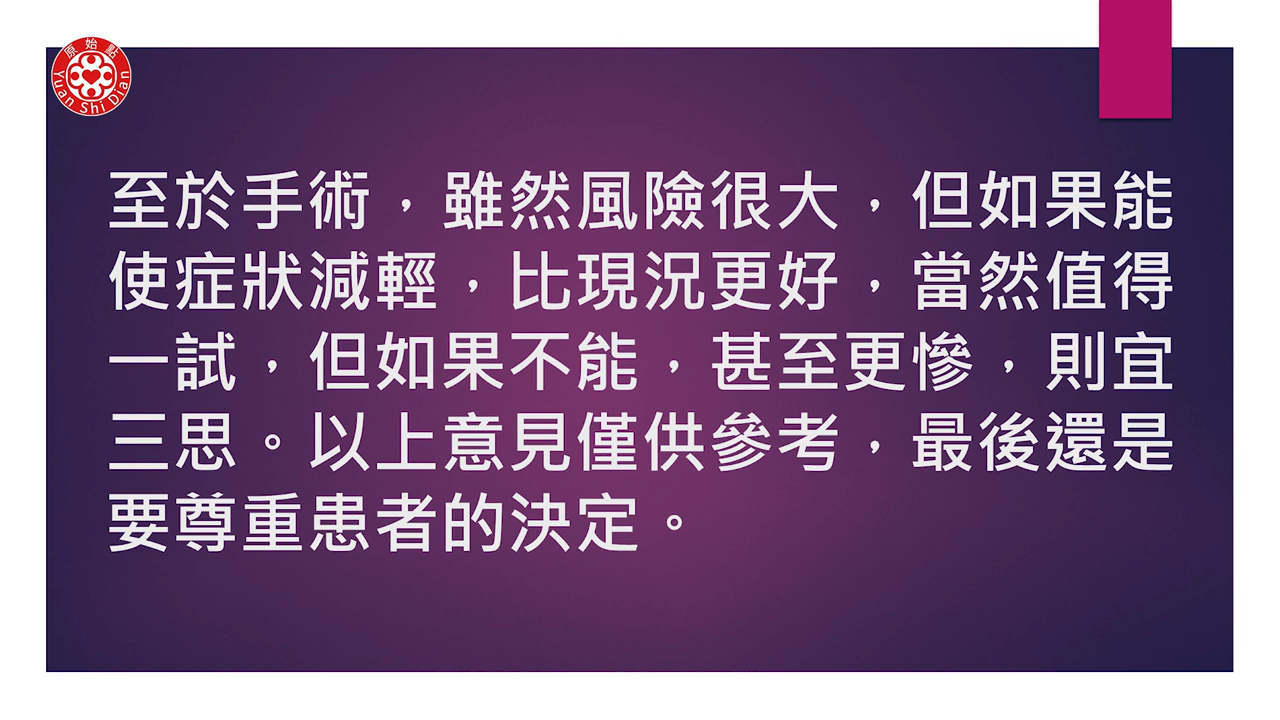 原始點
Yuan Shi Dian
至於手術，雖然風險很大，但如果能
使症狀減輕，比現況更好，當然值得
一試，但如果不能，甚至更慘，則宜
三思。以上意見僅供參考，最後還是
要尊重患者的決定。